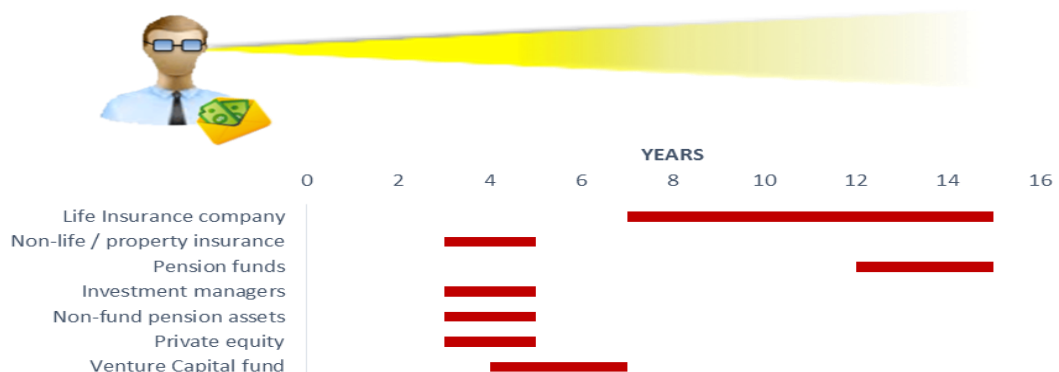 YEARS
0 2 4 6 8 10 12 14 16
Life Insurance company
Non-life / property insurance
Pension funds
Investment managers
Non-fund pension assets
Private equity
Venture Capital fund